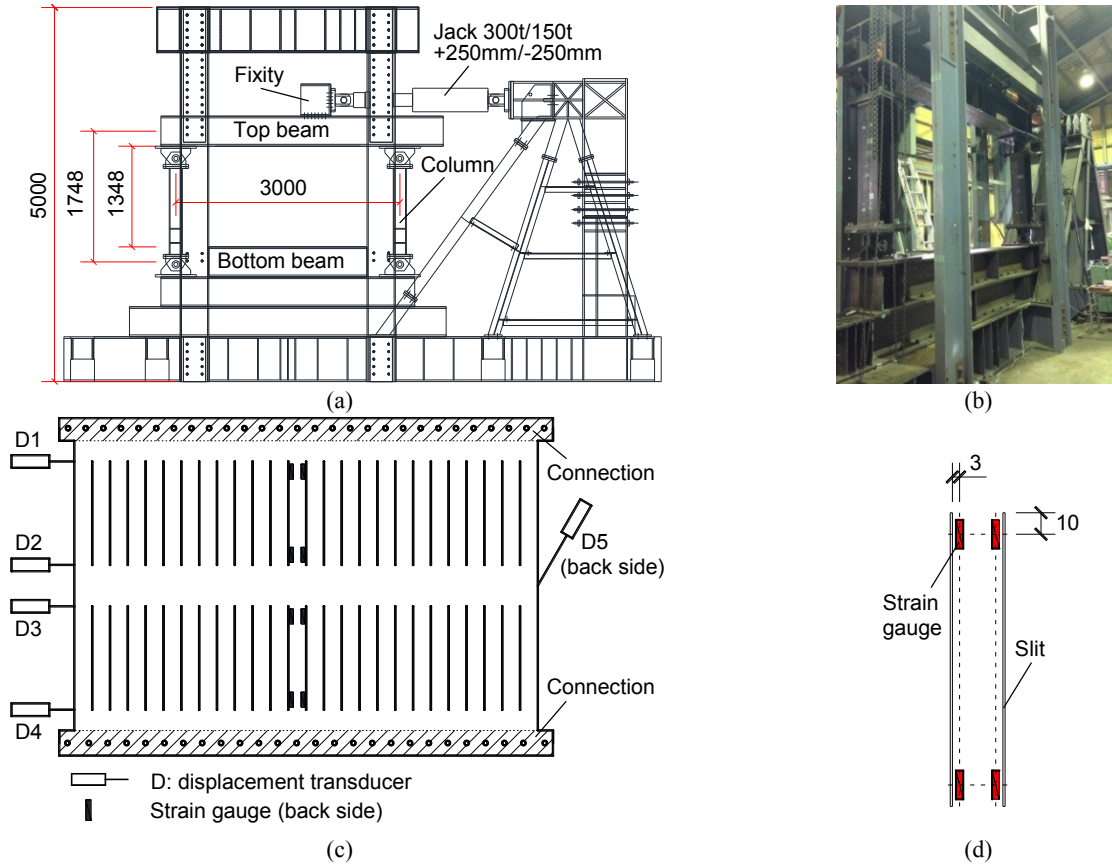 Jack 300t/150t
+250mm/-250mm
Fixity
Top beam
Column
5000
1748
1348
3000
Bottom beam
(a)
(b)
D1
Connection
D2
D5
(back side)
D3
Connection
D4
D: displacement transducer
Strain gauge (back side)
(c)
3
10
Strain
gauge
Slit
(d)